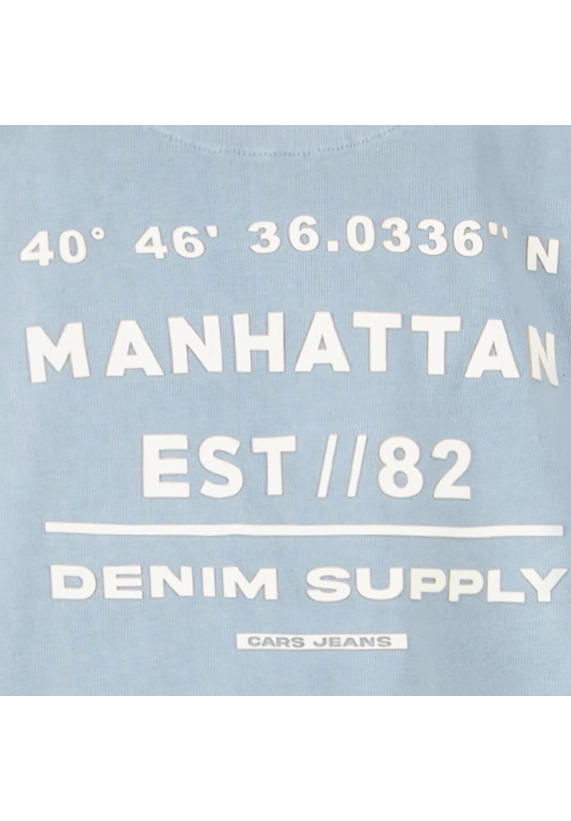 40° 46' 36.0336" N
MANHATTAN
EST//82
DENIM SUPPLY
CARS JEANS